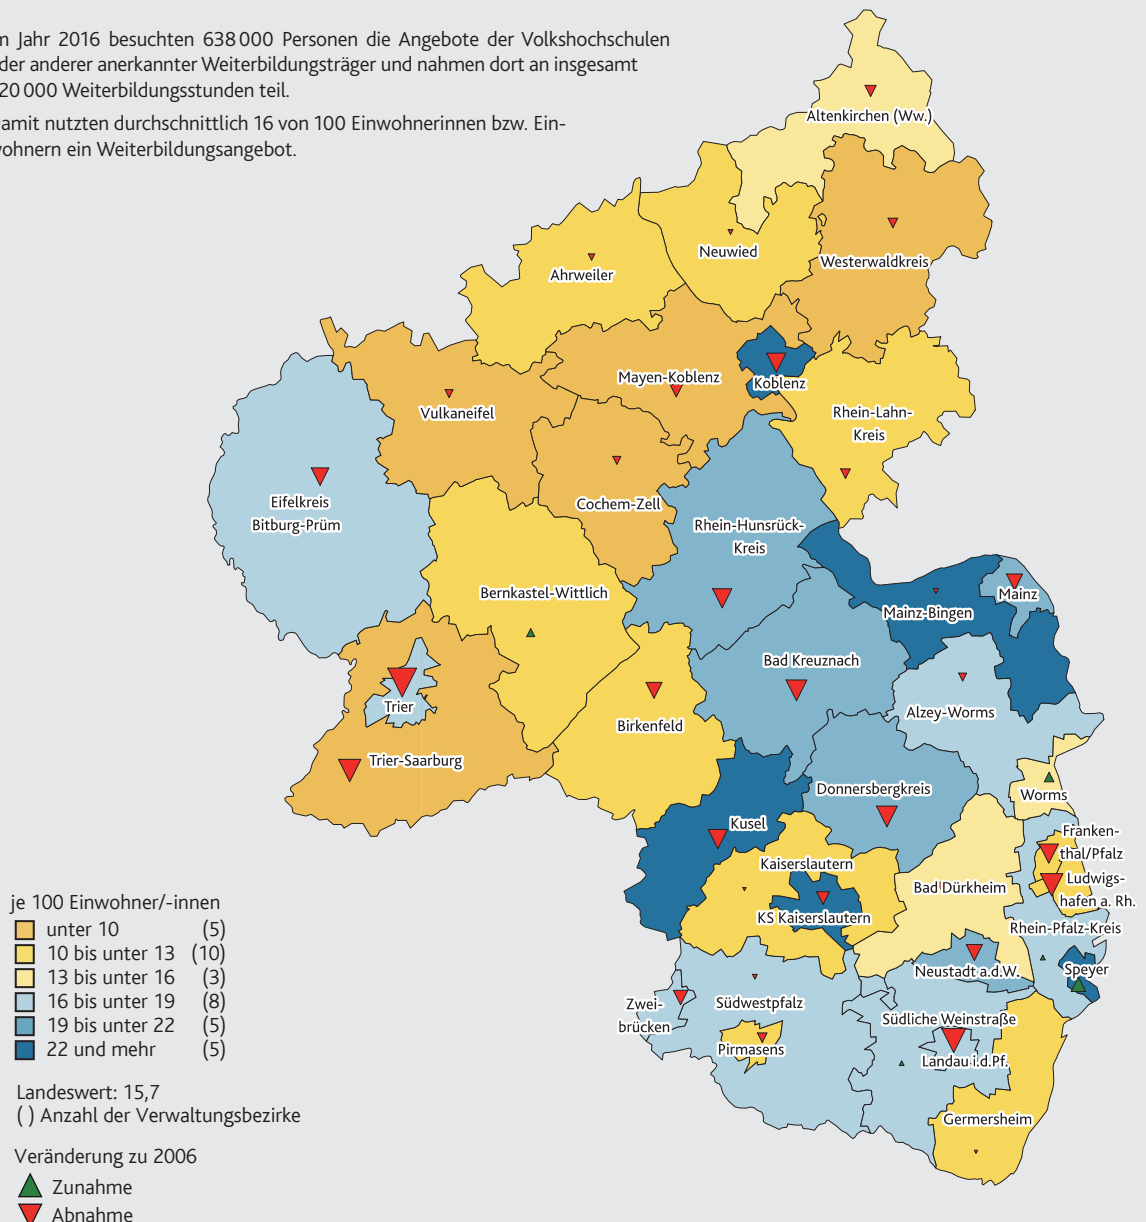 m Jahr 2016 besuchten 638 000 Personen die Angebote der Volkshochschulen
der anderer anerkannter Weiterbildungsträger und nahmen dort an insgesamt
20 000 Weiterbildungsstunden teil.
amit nutzten durchschnittlich 16 von 100 Einwohnerinnen bzw. Ein-
wohnern ein Weiterbildungsangebot.
Altenkirchen (Ww.)
Neuwied
Westerwaldkreis
Ahrweiler
Mayen-Koblenz
Koblenz
Vulkaneifel
Rhein-Lahn-
Kreis
Eifelkreis
Bitburg-Prüm
Cochem-Zell
Rhein-Hunsrück-
Kreis
Bernkastel-Wittlich
Mainz
Mainz-Bingen
Bad Kreuznach
Trier
Birkenfeld
Alzey-Worms
Trier-Saarburg
Donnersbergkreis
Worms
Kusel
Franken-
thal/Pfalz
Kaiserslautern
Bad Dürkheim
Ludwigs-
hafen a. Rh.
KS Kaiserslautern
Rhein-Pfalz-Kreis
Neustadt a.d.W.
Speyer
Zwei-
brücken
Südwestpfalz
Südliche Weinstraße
Pirmasens
Landau i.d.Pf.
Germersheim
je 100 Einwohner/-innen
unter 10 (5)
10 bis unter 13 (10)
13 bis unter 16 (3)
16 bis unter 19 (8)
19 bis unter 22 (5)
22 und mehr (5)
Landeswert: 15,7
( ) Anzahl der Verwaltungsbezirke
Veränderung zu 2006
Zunahme
Abnahme